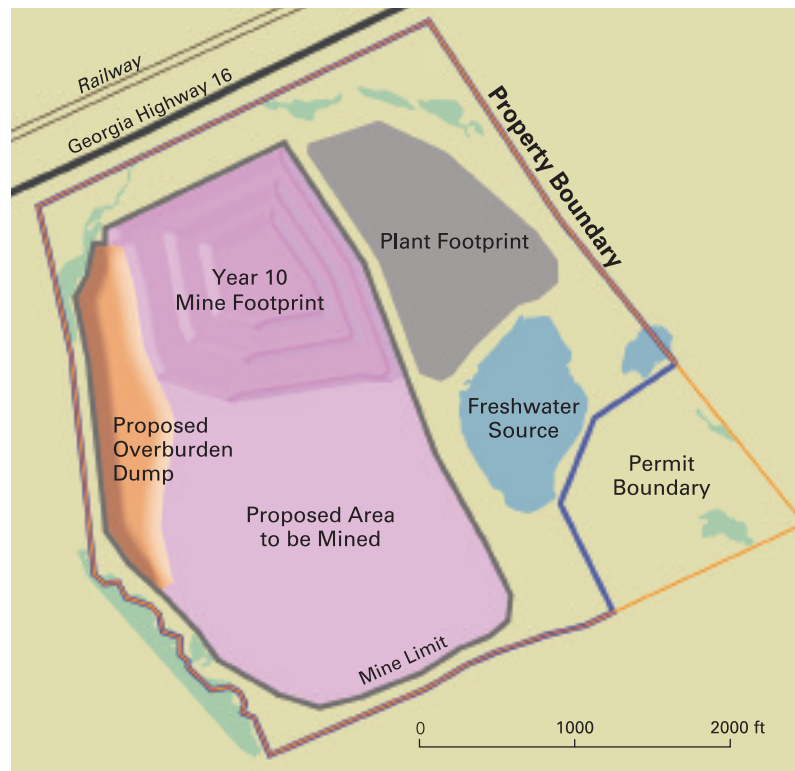 Railway
Georgia Highway 16
Property Boundary
Plant Footprint
Year 10
Mine Footprint
Freshwater
Source
Proposed
Overburden
Dump
Permit
Boundary
Proposed Area
to be Mined
Mine Limit
0 1000 2000 ft